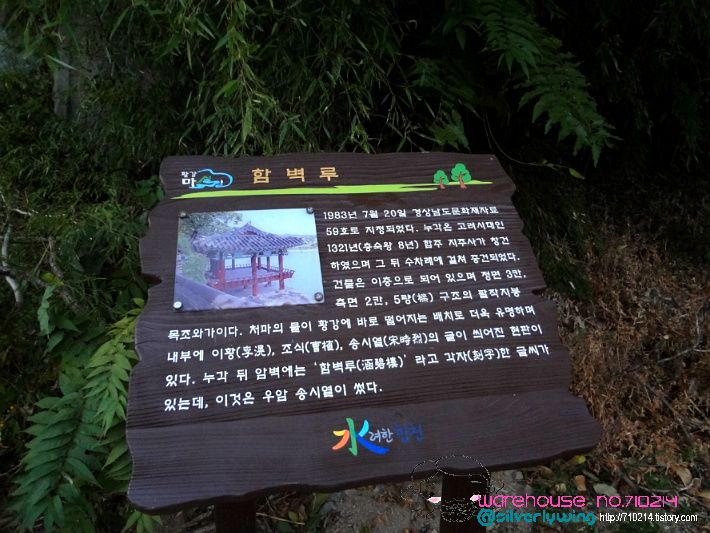 황강
마
함벽루
1983년 7월 20일 경상남도문화재자료
59호로 지정되었다. 누각은 고려시대인
1321년(충숙왕 8년) 합주 지주사가 창건
하였으며 그 뒤 수차례에 걸쳐 중건되었다.
건물은 이층으로 되어 있으며 정면 3칸,
측면 2칸, 5량(樑) 구조의 팔작지붕
목조와가이다. 처마의 물이 황강에 바로 떨어지는 배치로 더욱 유명하며
내부에 이황(李滉), 조식(曺植), 송시열(宋時烈)의 글이 씌어진 현판이
있다. 누각 뒤 암벽에는 '함벽루(涵碧樓)' 라고 각자(刻字)한 글씨가
있는데, 이것은 우암 송시열이 썼다.
水려한 합천
warehouse no.710214
@silverlywing http://710214.tistory.com